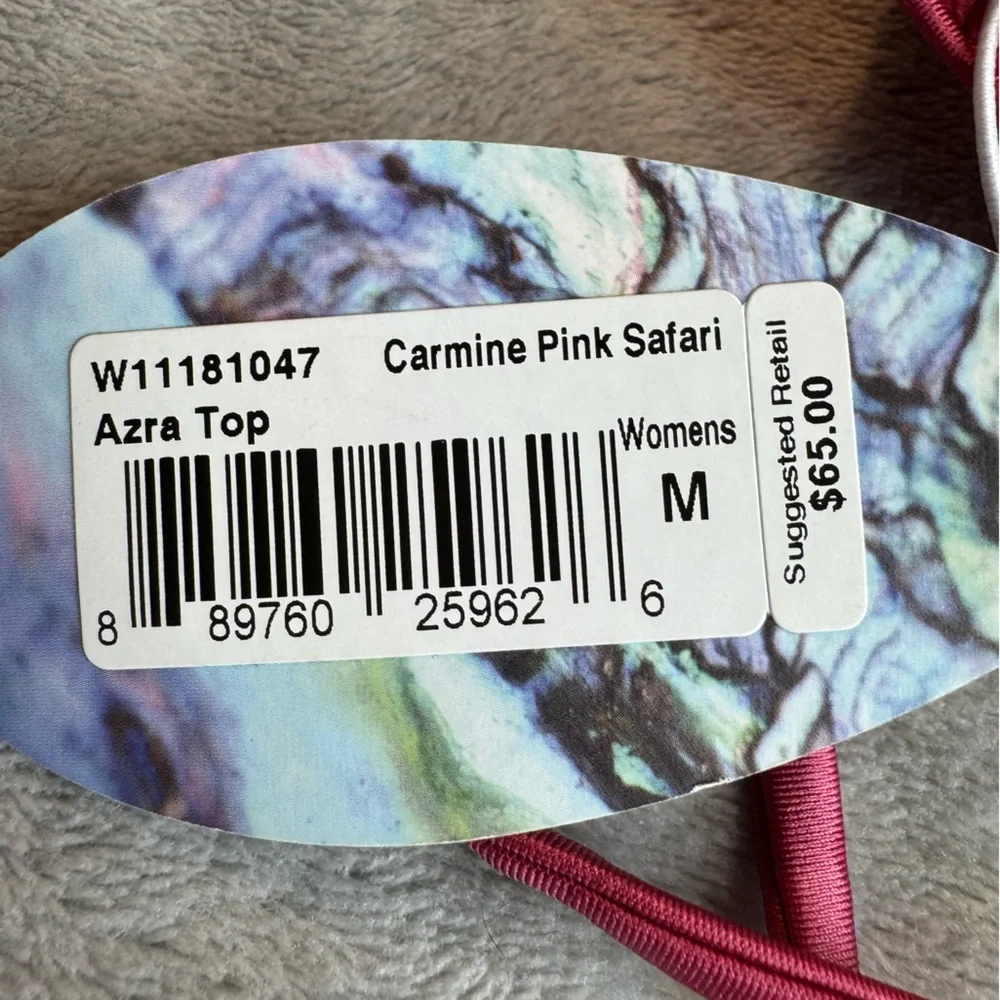 W11181047 Carmine Pink Safari
Azra Top
Womens
M
8 89760 25962 6
Suggested Retail
$65.00